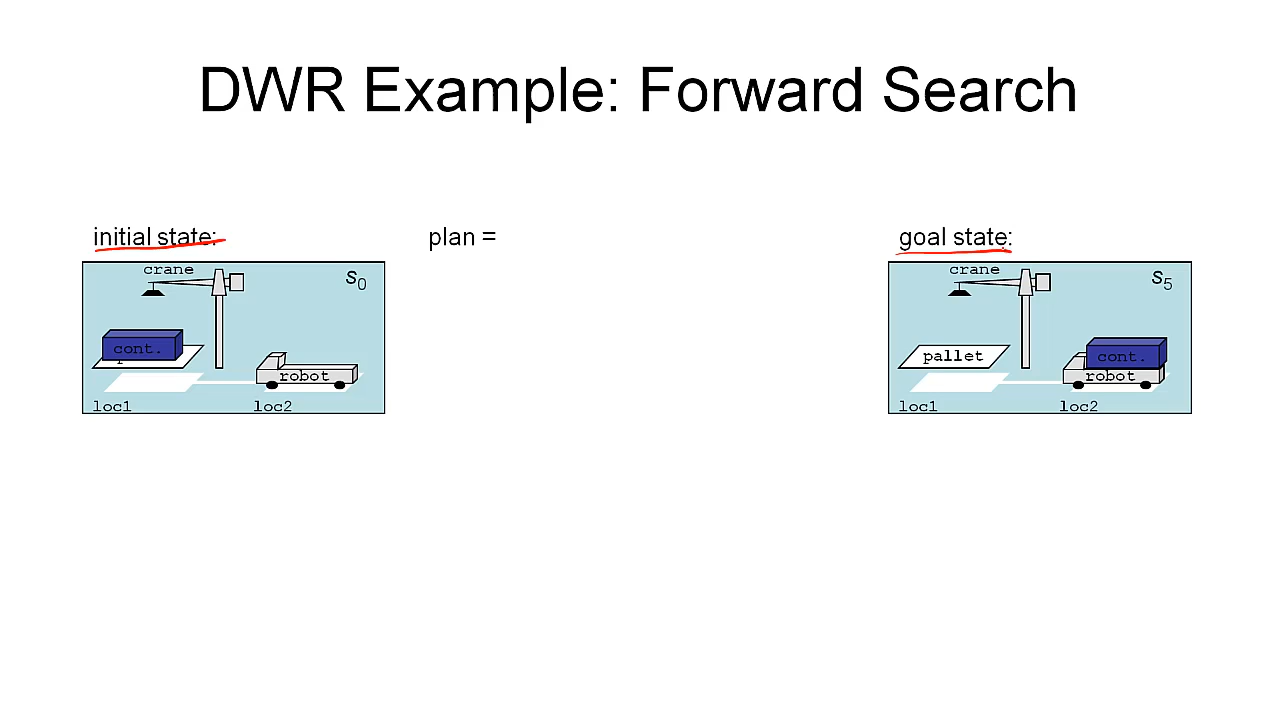 DWR Example: Forward Search
initial state:
plan =
goal state:
crane
s0
cont.
robot
loc1
loc2
crane
s5
pallet
cont.
robot
loc1
loc2